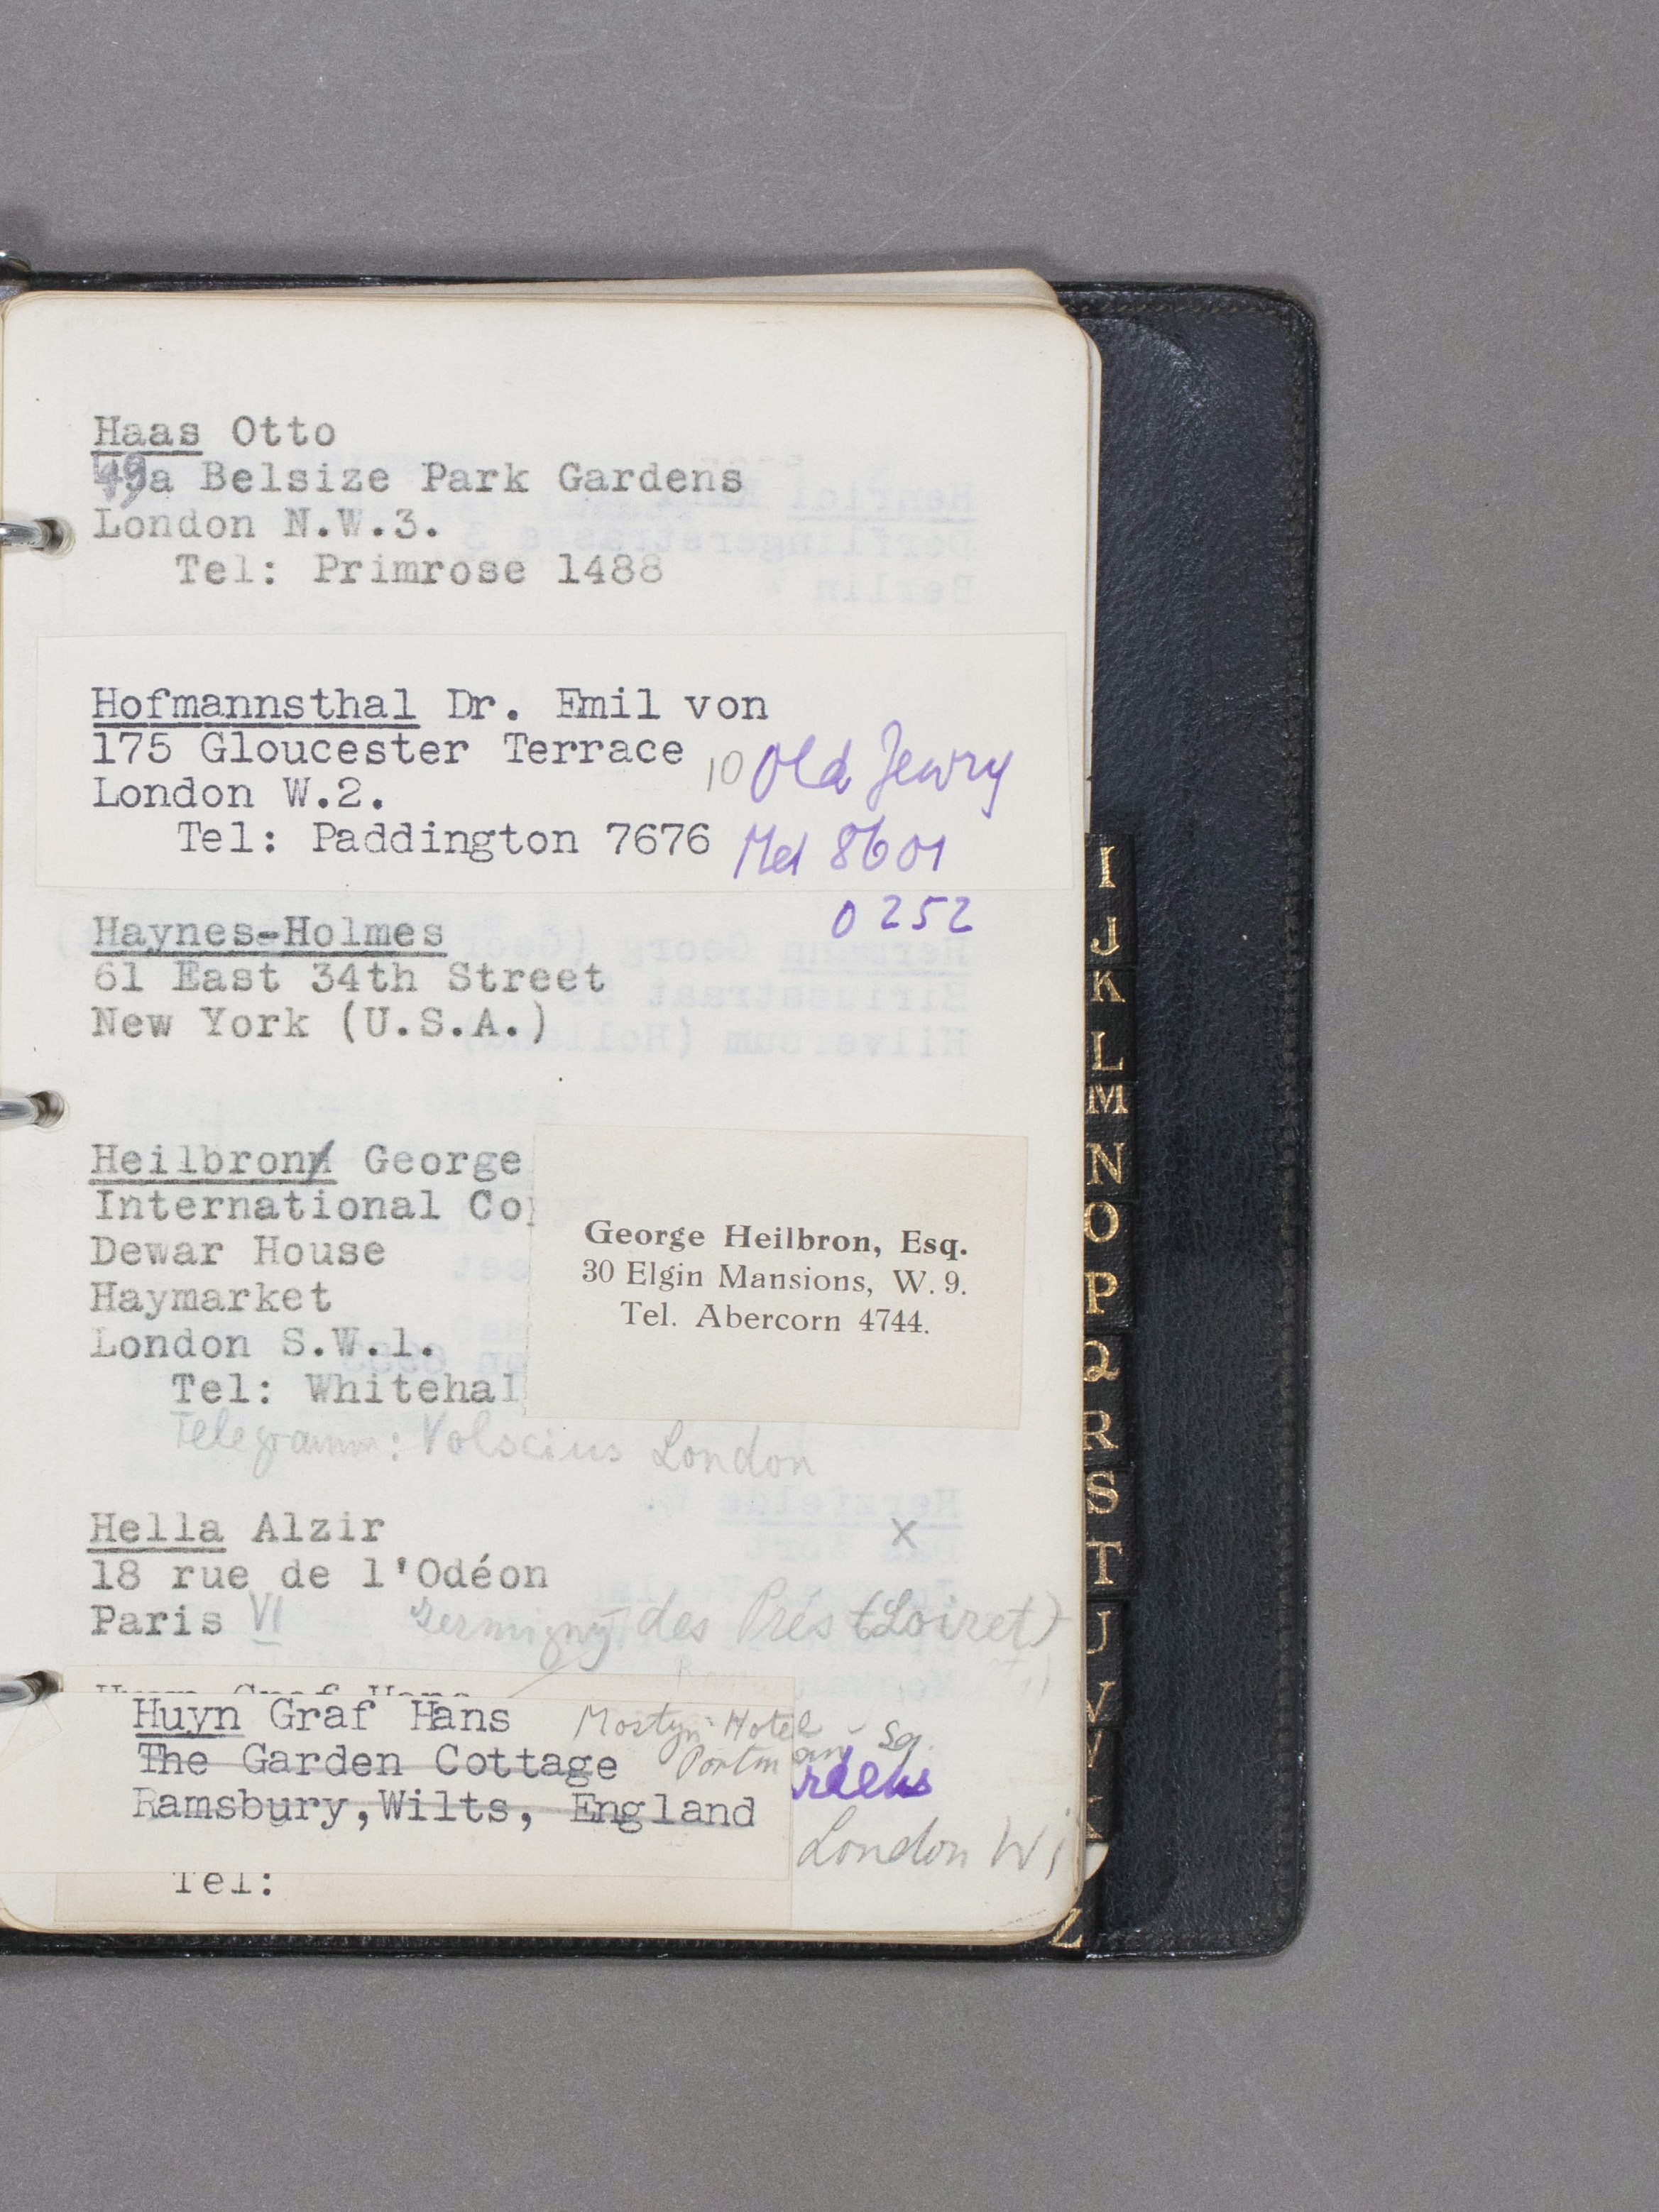 Haas Otto
49a Belsize Park Gardens
London N.W.3.
Tel: Primrose 1488
Hofmannsthal Dr. Emil von
175 Gloucester Terrace
London W.2.
Tel: Paddington 7676
10 Old Jewry
Met 8601
0252
Haynes-Holmes
61 East 34th Street
New York (U.S.A.)
Heilbronn George
International Co
Dewar House
Haymarket
London S.W.1.
Tel: Whitehal
Telegramm: Volscius London
George Heilbron, Esq.
30 Elgin Mansions, W. 9.
Tel. Abercorn 4744.
Hella Alzir
x
18 rue de l'Odéon
Paris VI
Germigny des Prés (Loiret)
Huyn Graf Hans
Huyn Graf Hans
The Garden Cottage
Ramsbury, Wilts, England
Mostyn Hotel
Portman Sq.
rdens
London W1
Tel:
I
J
K
L
M
N
O
P
Q
R
S
T
U
V
W
Z